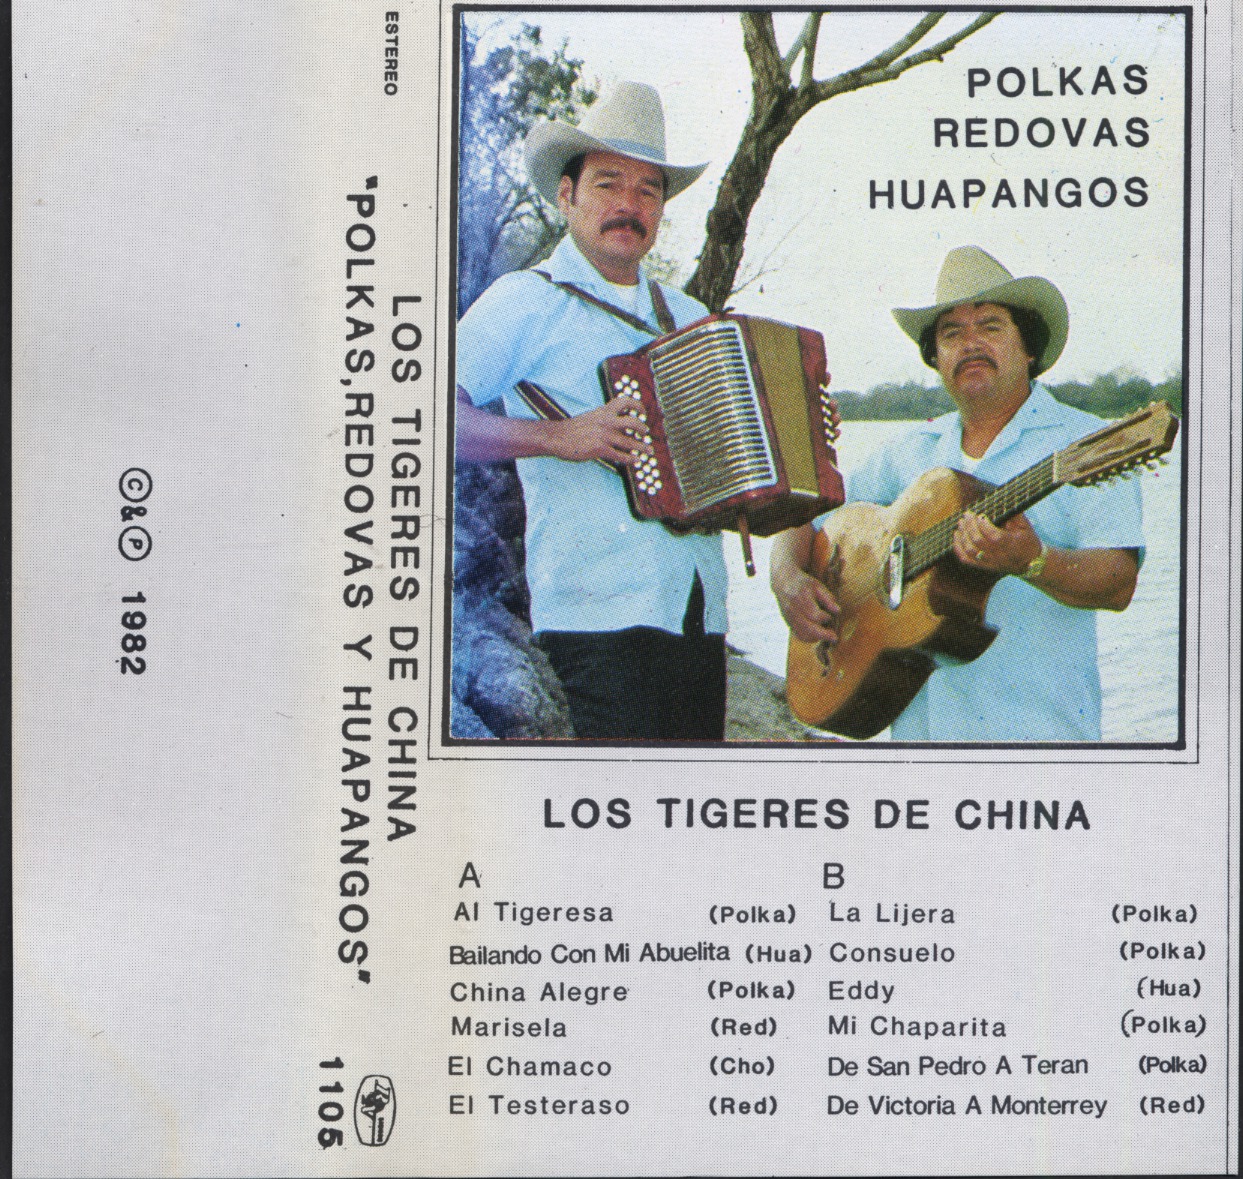 ESTEREO
LOS TIGERES DE CHINA
"POLKAS,REDOVAS Y HUAPANGOS"
1105
©&℗ 1982
POLKAS
REDOVAS
HUAPANGOS
LOS TIGERES DE CHINA
A
Al Tigeresa (Polka)
Bailando Con Mi Abuelita (Hua)
China Alegre (Polka)
Marisela (Red)
El Chamaco (Cho)
El Testeraso (Red)
B
La Lijera (Polka)
Consuelo (Polka)
Eddy (Hua)
Mi Chaparita (Polka)
De San Pedro A Teran (Polka)
De Victoria A Monterrey (Red)